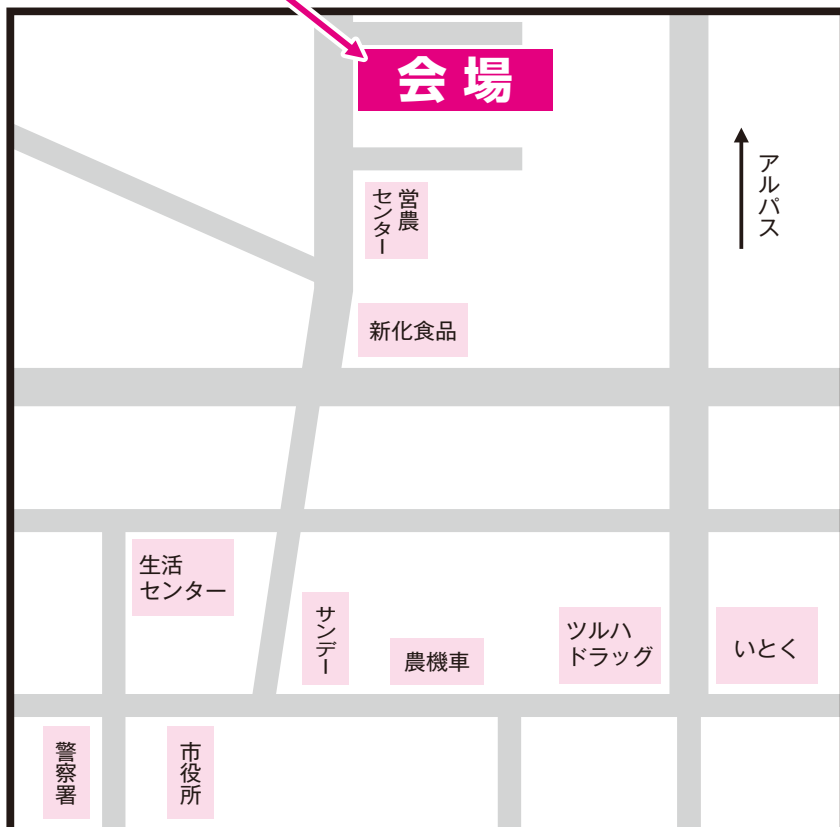 会場
アルパス
営農
センター
新化食品
生活
センター
サンデー
農機車
ツルハ
ドラッグ
いとく
警察署
市役所